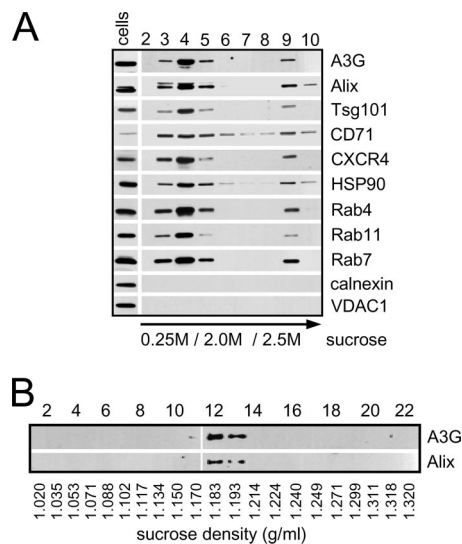 A
cells 2 3 4 5 6 7 8 9 10
A3G
Alix
Tsg101
CD71
CXCR4
HSP90
Rab4
Rab11
Rab7
calnexin
VDAC1
0.25M / 2.0M / 2.5M sucrose
B
2 4 6 8 10 12 14 16 18 20 22
A3G
Alix
1.020 1.035 1.053 1.071 1.088 1.102 1.117 1.134 1.150 1.170 1.183 1.193 1.214 1.224 1.240 1.249 1.271 1.299 1.311 1.318 1.320
sucrose density (g/ml)